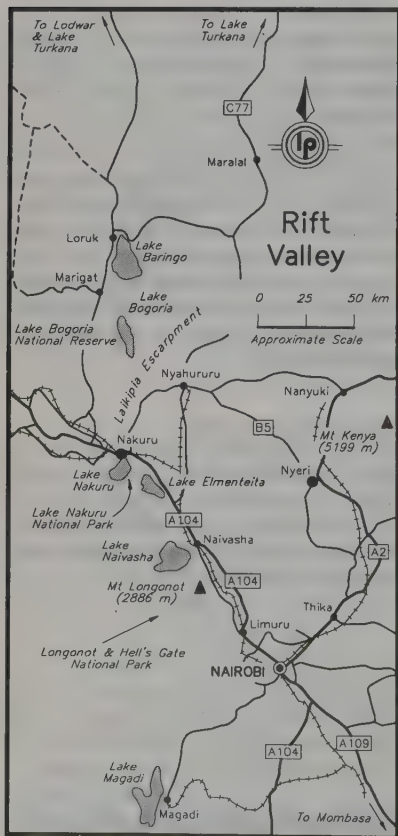 To Lodwar
& Lake
Turkana
To Lake
Turkana
C77
lp
Maralal
Rift
Valley
Loruk
Lake
Baringo
Marigat
Lake
Bogoria
0 25 50 km
Approximate Scale
Lake Bogoria
National Reserve
Laikipia Escarpment
Nyahururu
Nanyuki
B5
Mt Kenya
(5199 m)
Nakuru
Lake
Nakuru
Nyeri
Lake Elmenteita
Lake Nakuru
National Park
A104
A2
Lake
Naivasha
Naivasha
Mt Longonot
(2886 m)
A104
Thika
Limuru
Longonot & Hell's Gate
National Park
NAIROBI
A104
A109
Lake
Magadi
Magadi
To Mombasa